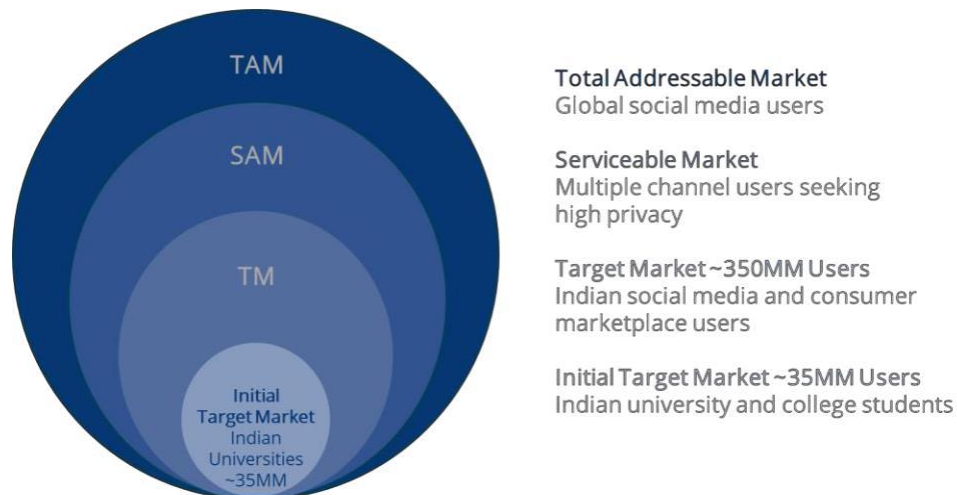 TAM
SAM
TM
Initial
Target Market
Indian
Universities
~35MM
Total Addressable Market
Global social media users
Serviceable Market
Multiple channel users seeking
high privacy
Target Market ~350MM Users
Indian social media and consumer
marketplace users
Initial Target Market ~35MM Users
Indian university and college students